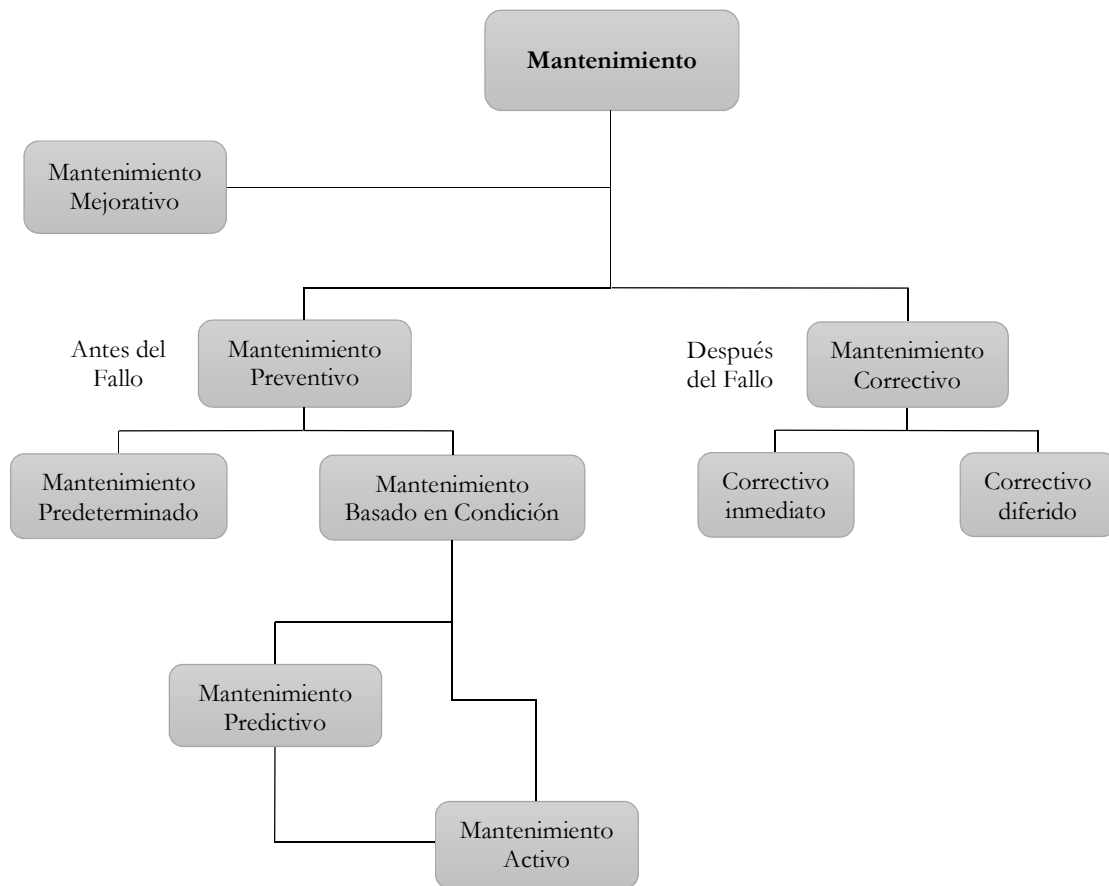 Mantenimiento
Mantenimiento
Mejorativo
Antes del
Fallo
Mantenimiento
Preventivo
Después
del Fallo
Mantenimiento
Correctivo
Mantenimiento
Predeterminado
Mantenimiento
Basado en Condición
Correctivo
inmediato
Correctivo
diferido
Mantenimiento
Predictivo
Mantenimiento
Activo